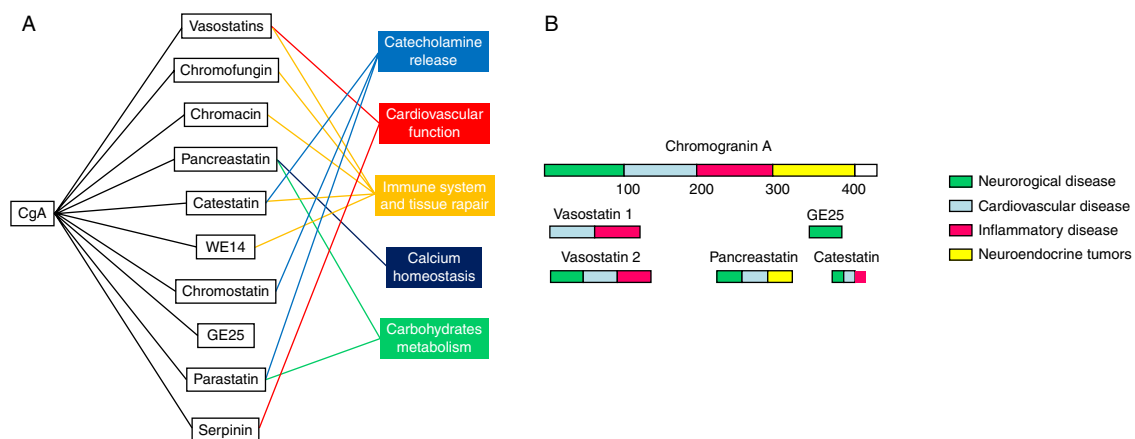 A
CgA
Vasostatins
Chromofungin
Chromacin
Pancreastatin
Catestatin
WE14
Chromostatin
GE25
Parastatin
Serpinin
Catecholamine
release
Cardiovascular
function
Immune system
and tissue rapair
Calcium
homeostasis
Carbohydrates
metabolism
B
Chromogranin A
100 200 300 400
Vasostatin 1
GE25
Vasostatin 2
Pancreastatin
Catestatin
Neurorogical disease
Cardiovascular disease
Inflammatory disease
Neuroendocrine tumors